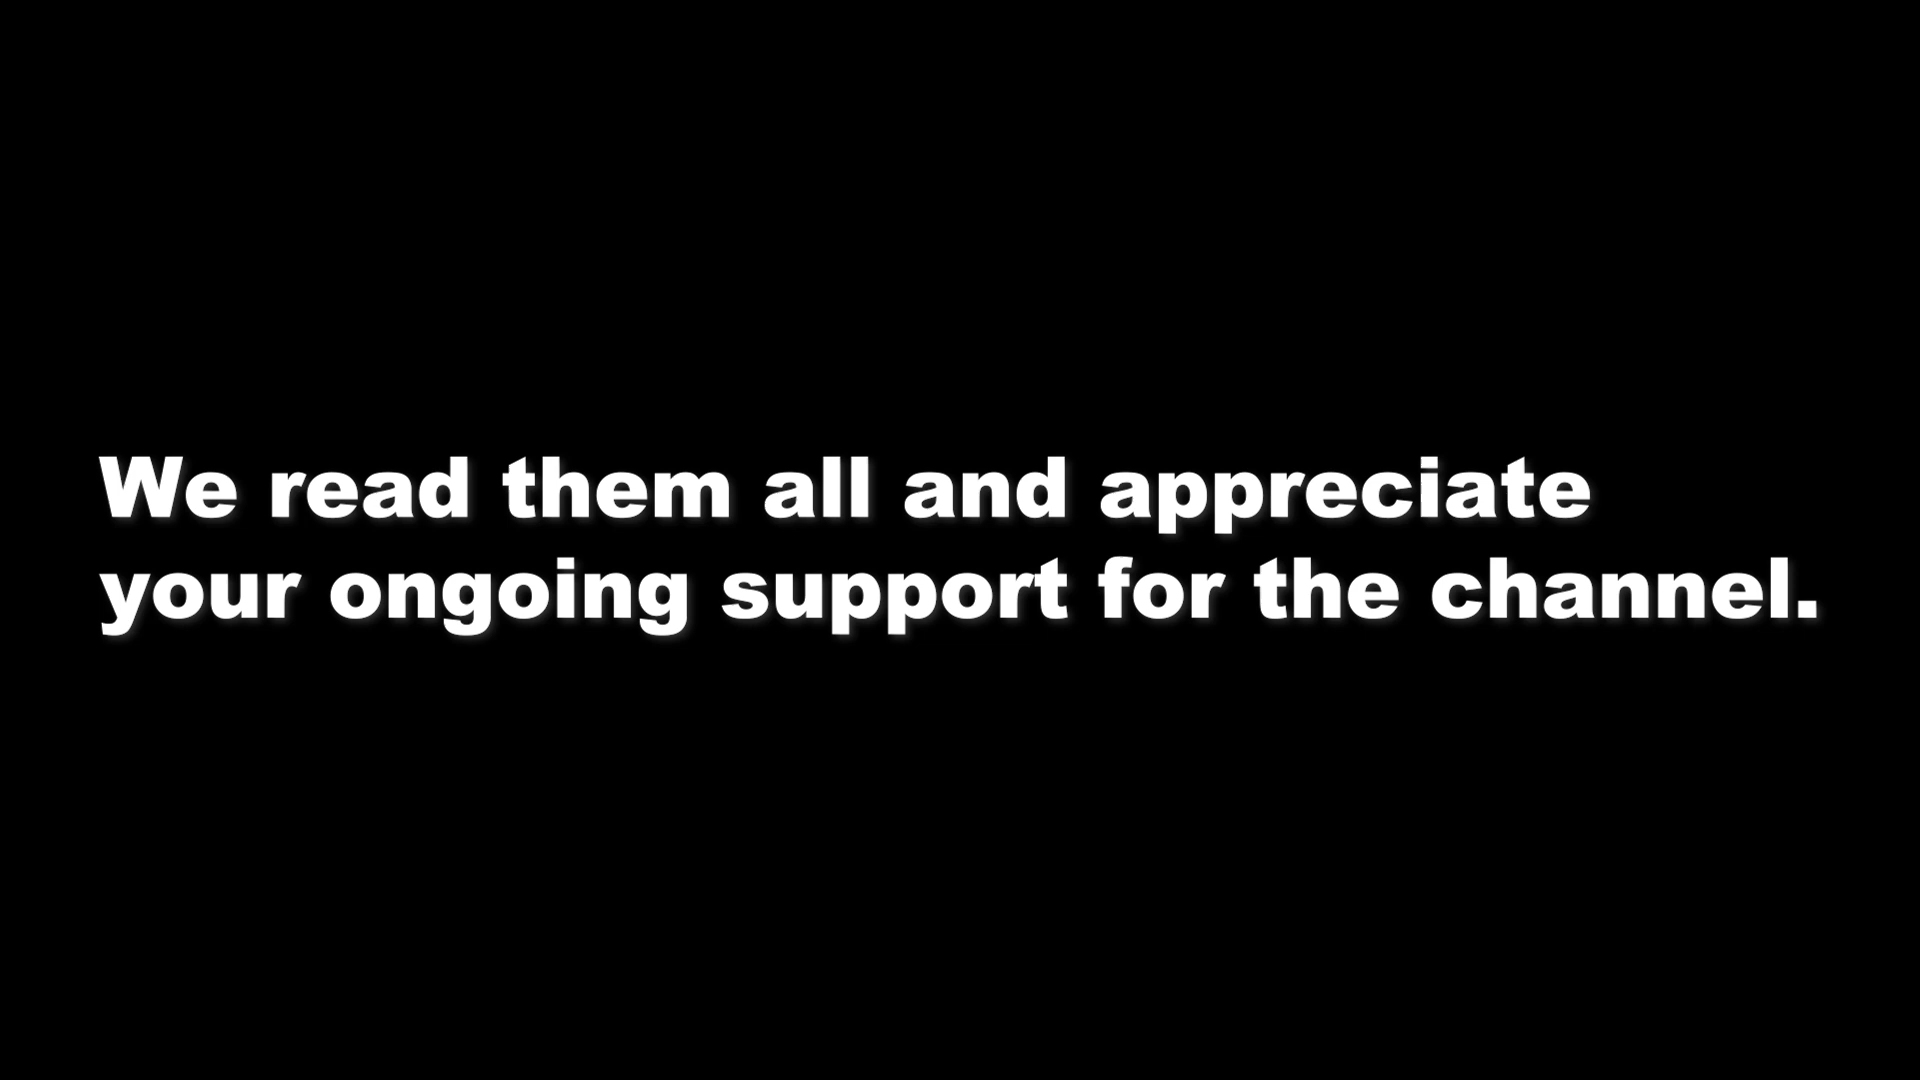 We read them all and appreciate
your ongoing support for the channel.